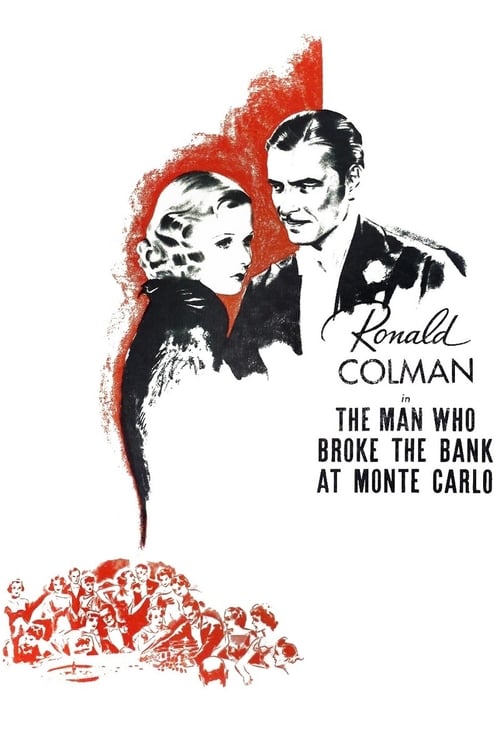 Ronald
COLMAN
in
THE MAN WHO
BROKE THE BANK
AT MONTE CARLO